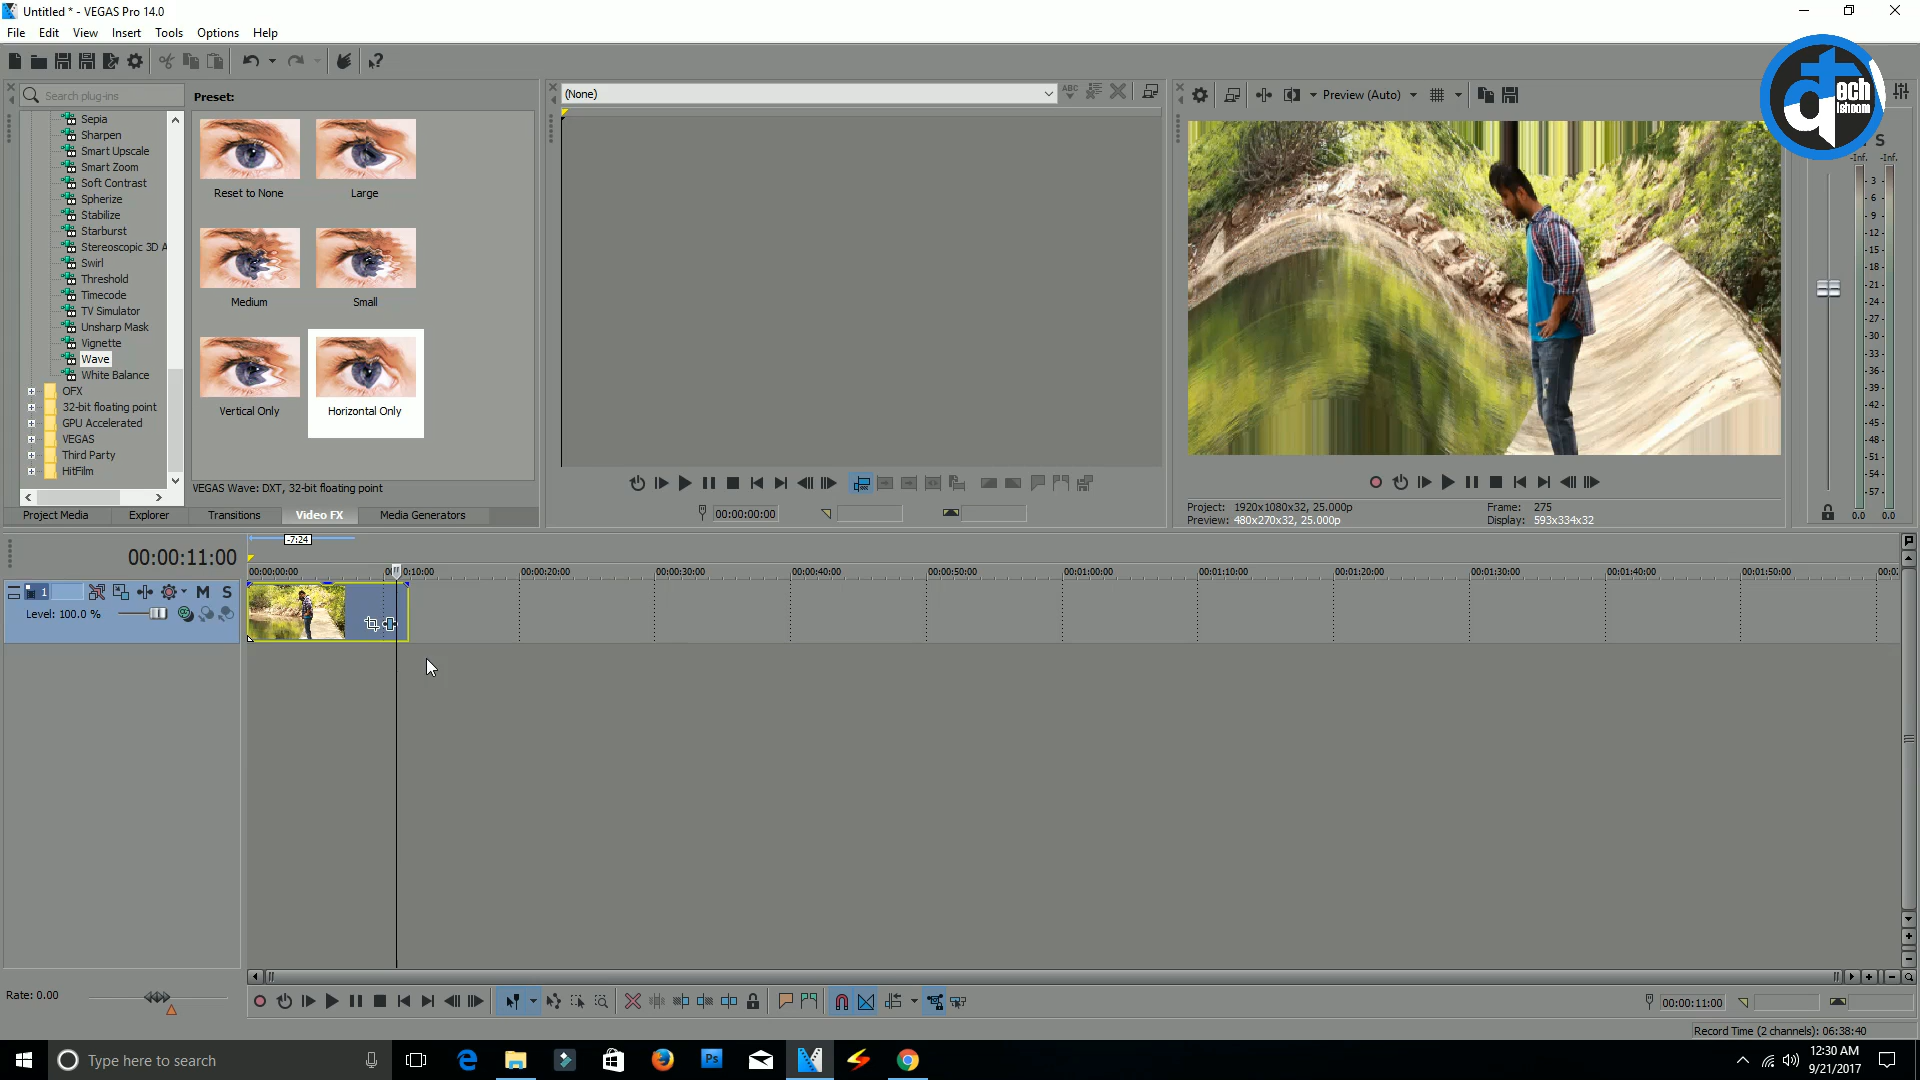 Untitled * - VEGAS Pro 14.0
File Edit View Insert Tools Options Help
Search plug-ins
Preset:
Sepia
Sharpen
Smart Upscale
Smart Zoom
Soft Contrast
Spherize
Stabilize
Starburst
Stereoscopic 3D A
Swirl
Threshold
Timecode
TV Simulator
Unsharp Mask
Vignette
Wave
White Balance
OFX
32-bit floating point
GPU Accelerated
VEGAS
Third Party
HitFilm
Reset to None
Large
Medium
Small
Vertical Only
Horizontal Only
VEGAS Wave: DXT, 32-bit floating point
Project Media Explorer Transitions Video FX Media Generators
(None)
00:00:00:00
Preview (Auto)
Project: 1920x1080x32, 25.000p
Preview: 480x270x32, 25.000p
Frame: 275
Display: 593x334x32
ech
ishoom
S
-Inf. -Inf.
- 3 -
- 6 -
- 9 -
-12-
-15-
-18-
-21-
-24-
-27-
-30-
-33-
-36-
-39-
-42-
-45-
-48-
-51-
-54-
-57-
0.0 0.0
-7:24
00:00:11:00
00:00:00:00 0:10:00 00:00:20:00 00:00:30:00 00:00:40:00 00:00:50:00 00:01:00:00 00:01:10:00 00:01:20:00 00:01:30:00 00:01:40:00 00:01:50:00 00:0
1
M S
Level: 100.0 %
Rate: 0.00
00:00:11:00
Record Time (2 channels): 06:38:40
Type here to search
Ps
12:30 AM
9/21/2017